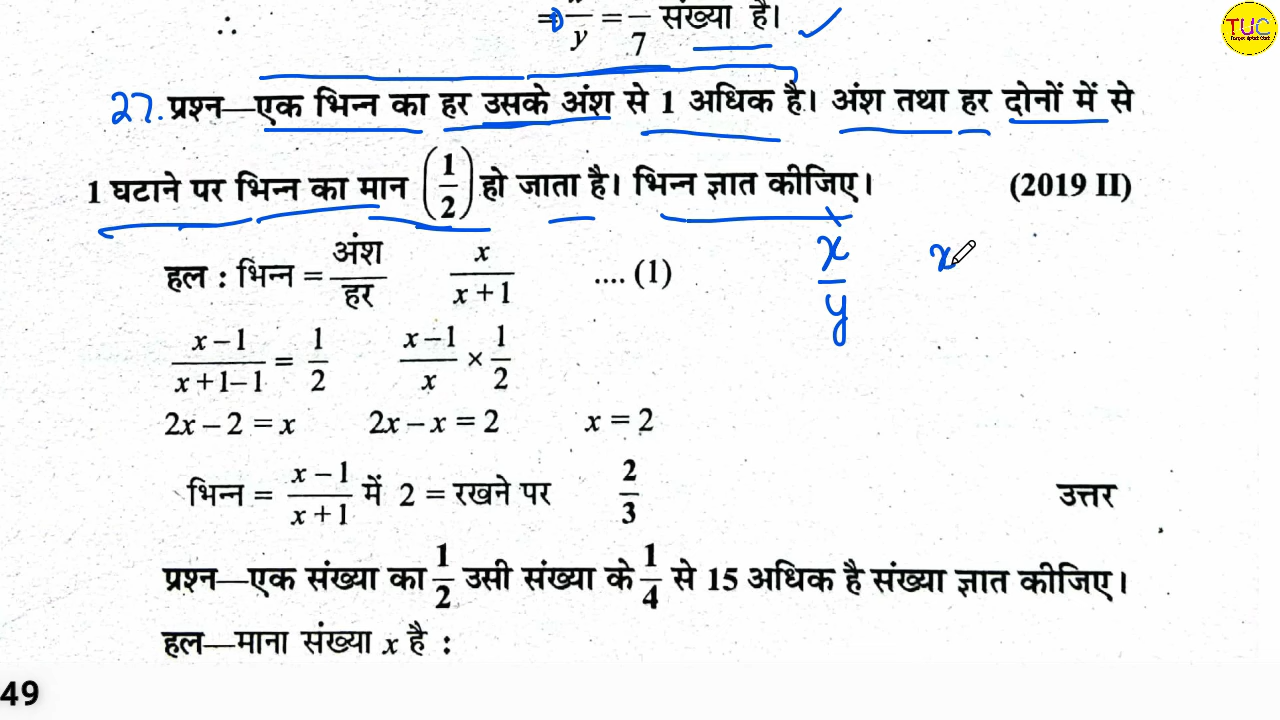 TUC
∴ ⇒ /y = /7 संख्या है।
27. प्रश्न—एक भिन्न का हर उसके अंश से 1 अधिक है। अंश तथा हर दोनों में से
1 घटाने पर भिन्न का मान (1/2) हो जाता है। भिन्न ज्ञात कीजिए। (2019 II)
हल : भिन्न = अंश/हर x/x+1 .... (1) x/y x
x–1/x+1–1 = 1/2 x–1/x × 1/2
2x – 2 = x 2x – x = 2 x = 2
भिन्न = x – 1/x + 1 में 2 = रखने पर 2/3 उत्तर
प्रश्न—एक संख्या का 1/2 उसी संख्या के 1/4 से 15 अधिक है संख्या ज्ञात कीजिए।
हल—माना संख्या x है :
49